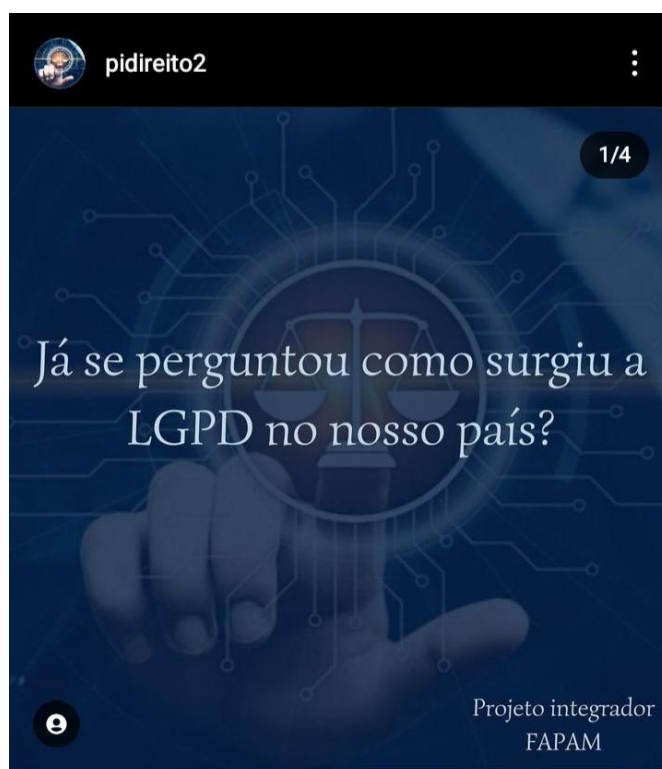 pidireito2
1/4
Já se perguntou como surgiu a
LGPD no nosso país?
Projeto integrador
FAPAM